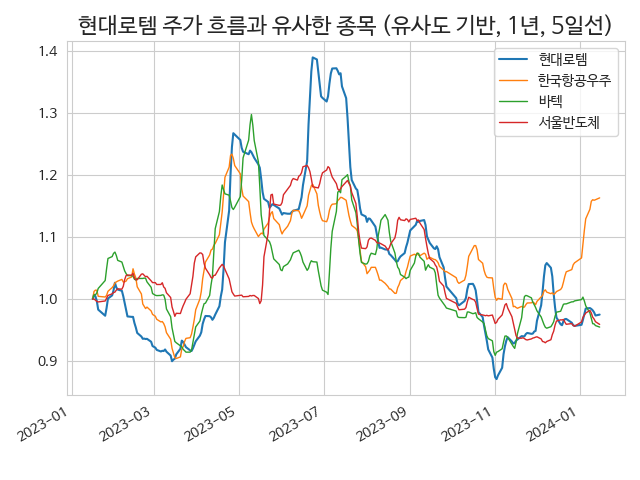 현대로템 주가 흐름과 유사한 종목 (유사도 기반, 1년, 5일선)
현대로템
한국항공우주
바텍
서울반도체
1.4
1.3
1.2
1.1
1.0
0.9
2023-01
2023-03
2023-05
2023-07
2023-09
2023-11
2024-01